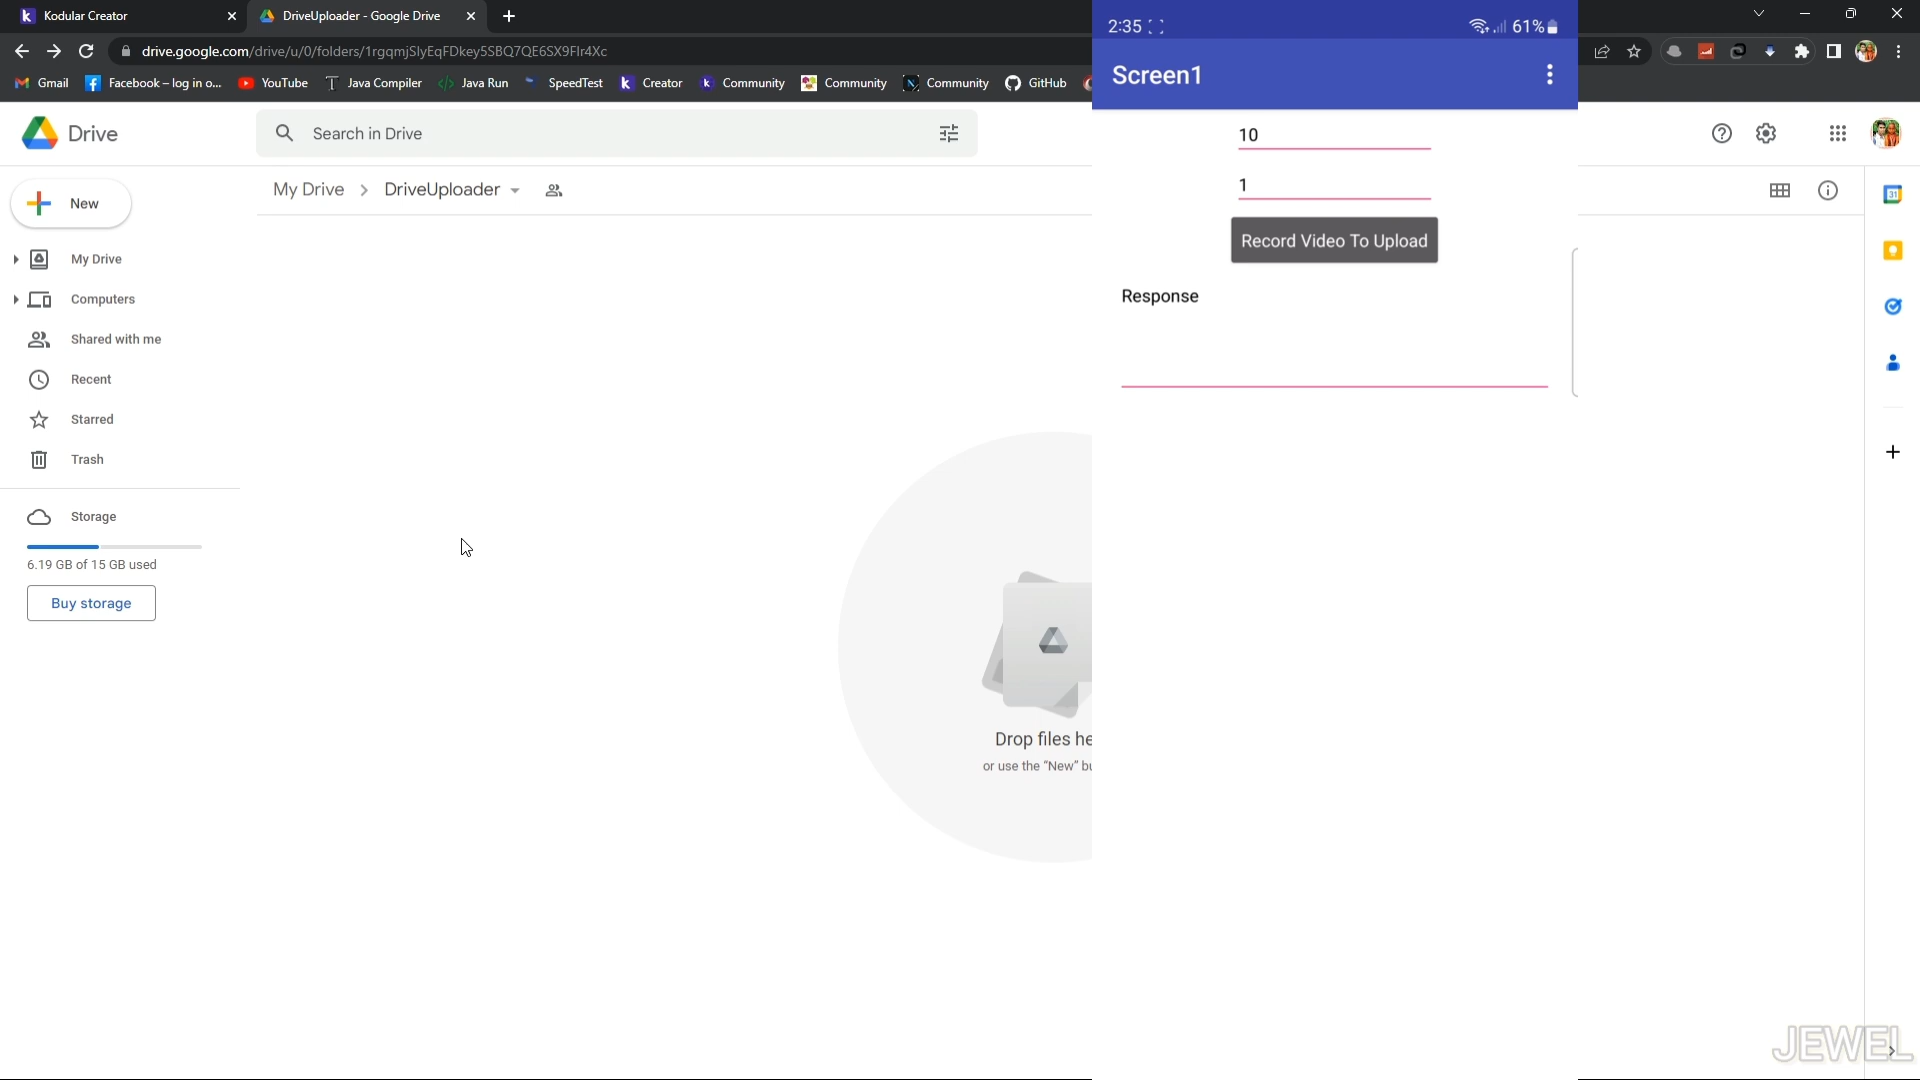 Kodular Creator
DriveUploader - Google Drive
drive.google.com/drive/u/0/folders/1rgqmjSlyEqFDkey5SBQ7QE6SX9FIr4Xc
Gmail
Facebook – log in o...
YouTube
Java Compiler
Java Run
SpeedTest
Creator
Community
Community
Community
GitHub
Drive
Search in Drive
New
My Drive
DriveUploader
My Drive
Computers
Shared with me
Recent
Starred
Trash
Storage
6.19 GB of 15 GB used
Buy storage
Drop files he
or use the “New” bu
2:35
61%
Screen1
10
1
Record Video To Upload
Response
31
JEWEL